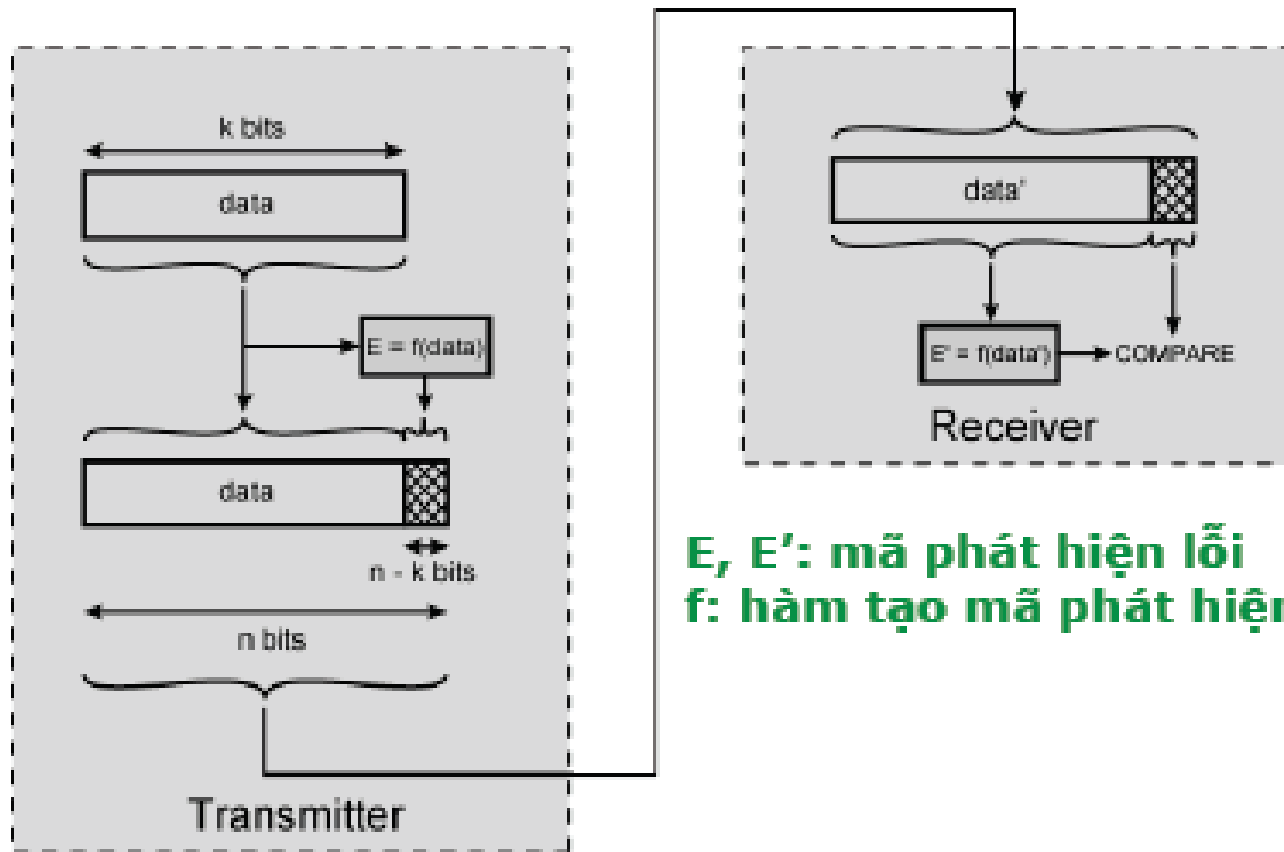 k bits
data
E = f(data)
data
n - k bits
n bits
Transmitter
data'
E' = f(data')
COMPARE
Receiver
E, E’: mã phát hiện lỗi
f: hàm tạo mã phát hiện